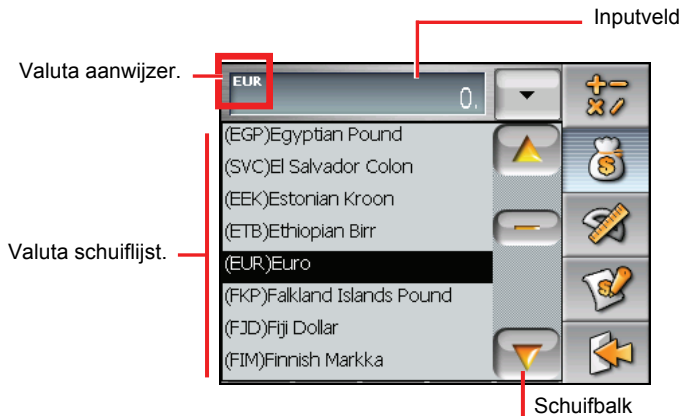 Inputveld
Valuta aanwijzer.
EUR
0.
(EGP)Egyptian Pound
(SVC)El Salvador Colon
(EEK)Estonian Kroon
(ETB)Ethiopian Birr
Valuta schuiflijst.
(EUR)Euro
(FKP)Falkland Islands Pound
(FJD)Fiji Dollar
(FIM)Finnish Markka
Schuifbalk